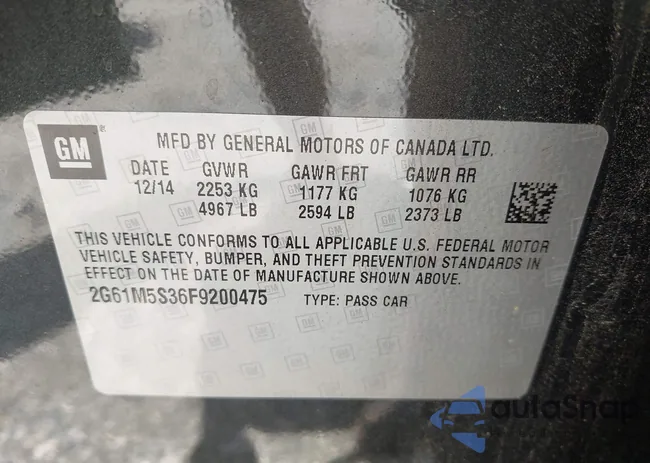 GM
MFD BY GENERAL MOTORS OF CANADA LTD.
DATE GVWR GAWR FRT GAWR RR
12/14 2253 KG 1177 KG 1076 KG
4967 LB 2594 LB 2373 LB
THIS VEHICLE CONFORMS TO ALL APPLICABLE U.S. FEDERAL MOTOR
VEHICLE SAFETY, BUMPER, AND THEFT PREVENTION STANDARDS IN
EFFECT ON THE DATE OF MANUFACTURE SHOWN ABOVE.
2G61M5S36F9200475 TYPE: PASS CAR
autoSnap